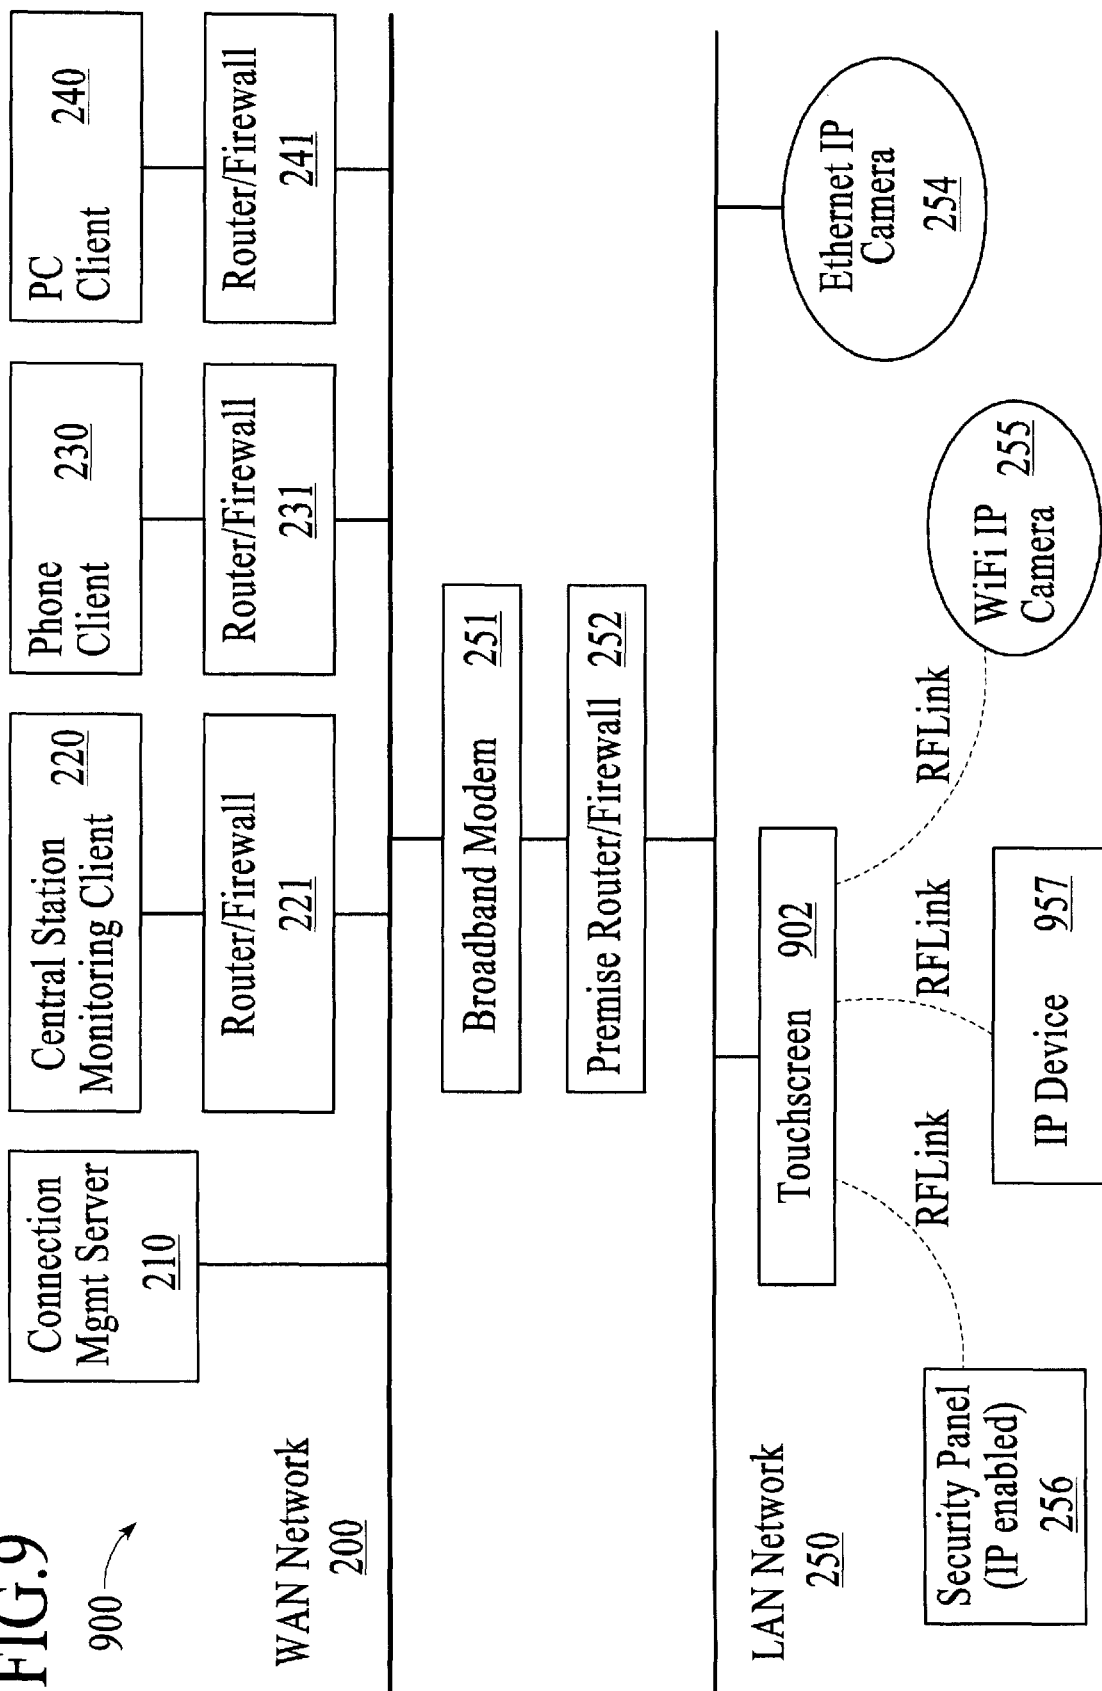 FIG.9
900
Connection
Mgmt Server
210
Central Station
Monitoring Client
220
Phone
Client
230
PC
Client
240
Router/Firewall
221
Router/Firewall
231
Router/Firewall
241
WAN Network
200
Broadband Modem
251
Premise Router/Firewall
252
LAN Network
250
Touchscreen
902
RFLink
RFLink
RFLink
Security Panel
(IP enabled)
256
IP Device
957
WiFi IP
Camera
255
Ethernet IP
Camera
254